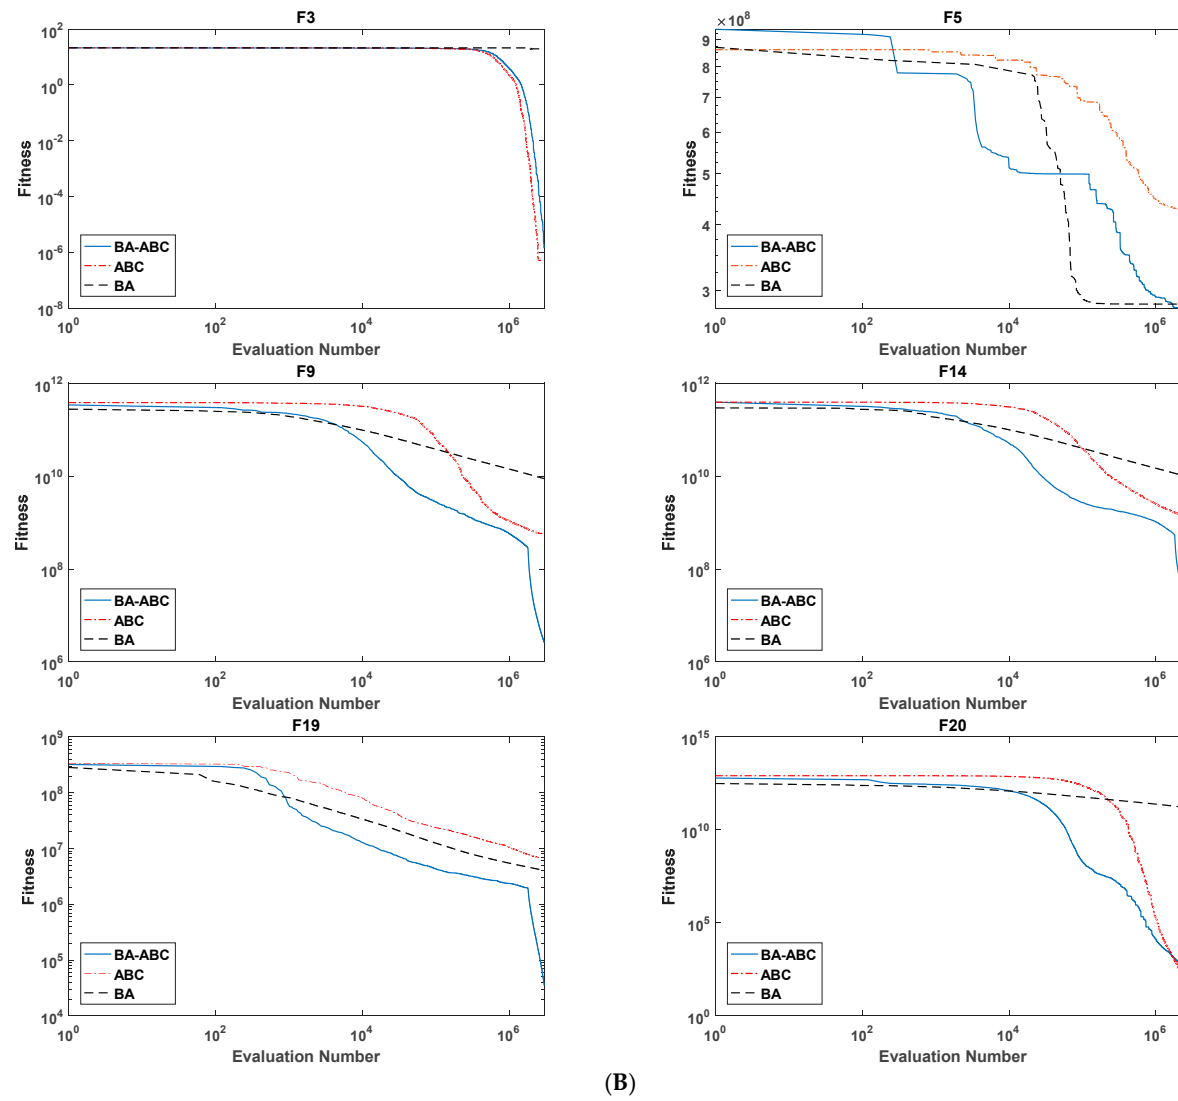 F3
10^2
10^0
10^-2
10^-4
10^-6
10^-8
Fitness
BA-ABC
ABC
BA
10^0 10^2 10^4 10^6
Evaluation Number
F5
×10^8
9
8
7
6
5
4
3
Fitness
BA-ABC
ABC
BA
10^0 10^2 10^4 10^6
Evaluation Number
F9
10^12
10^10
10^8
10^6
Fitness
BA-ABC
ABC
BA
10^0 10^2 10^4 10^6
Evaluation Number
F14
10^12
10^10
10^8
10^6
Fitness
BA-ABC
ABC
BA
10^0 10^2 10^4 10^6
Evaluation Number
F19
10^9
10^8
10^7
10^6
10^5
10^4
Fitness
BA-ABC
ABC
BA
10^0 10^2 10^4 10^6
Evaluation Number
F20
10^15
10^10
10^5
10^0
Fitness
BA-ABC
ABC
BA
10^0 10^2 10^4 10^6
Evaluation Number
(B)